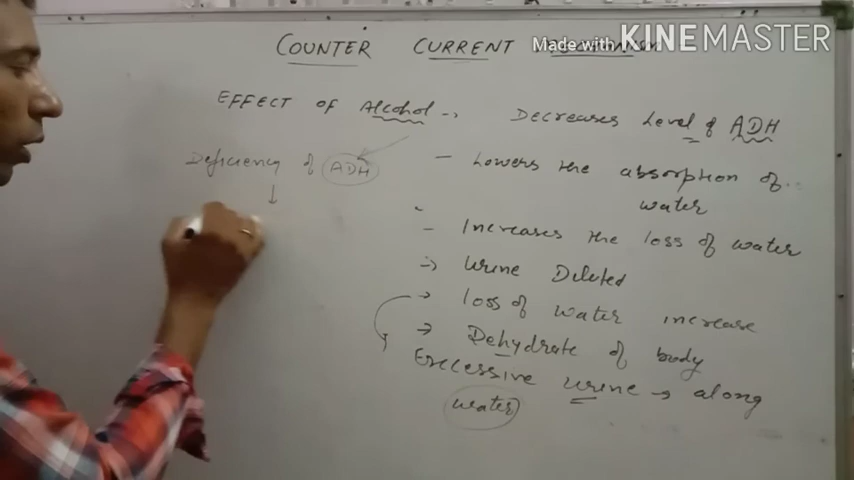 COUNTER CURRENT
Made with KINEMASTER
EFFECT OF Alcohol → Decreases level of ADH
Deficiency of ADH
↓
- Lowers the absorption of..
water
- Increases the loss of water
→ Urine Diluted
→ loss of water increase
→ Dehydrate of body
Excessive urine → along
water